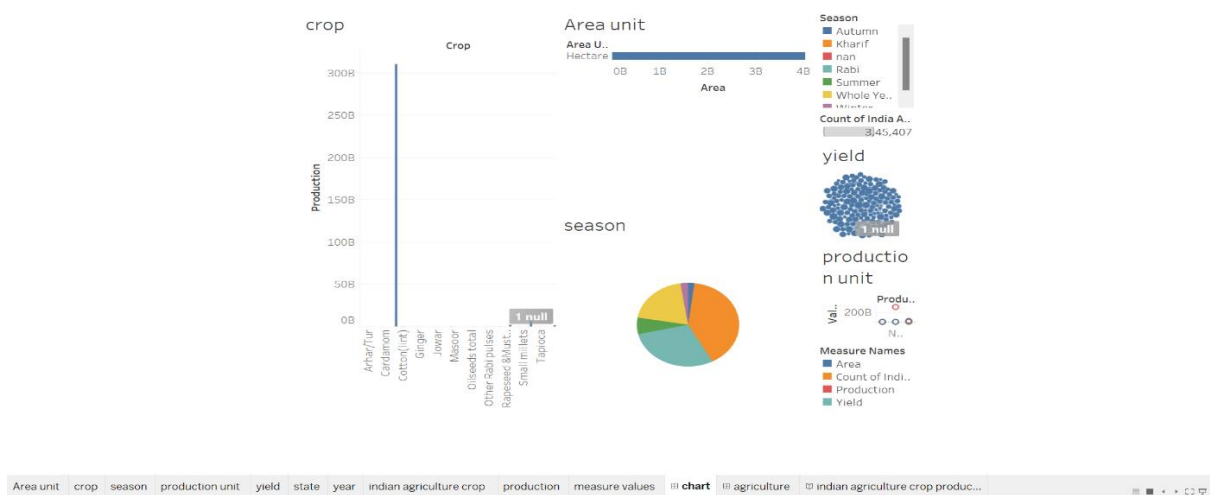 crop
Crop
300B
250B
200B
150B
100B
50B
0B
Production
1 null
Arhar/Tur
Cardamom
Cotton(lint)
Ginger
Jowar
Masoor
Oilseeds total
Other Rabi pulses
Rapeseed &Must..
Small millets
Tapioca
Area unit
Area U..
Hectare
0B 1B 2B 3B 4B
Area
season
Season
Autumn
Kharif
nan
Rabi
Summer
Whole Ye..
Winter
Count of India A..
3,45,407
yield
1 null
productio
n unit
Produ..
Val..
200B
N..
Measure Names
Area
Count of Indi..
Production
Yield
Area unit crop season production unit yield state year indian agriculture crop production measure values chart agriculture indian agriculture crop produc...